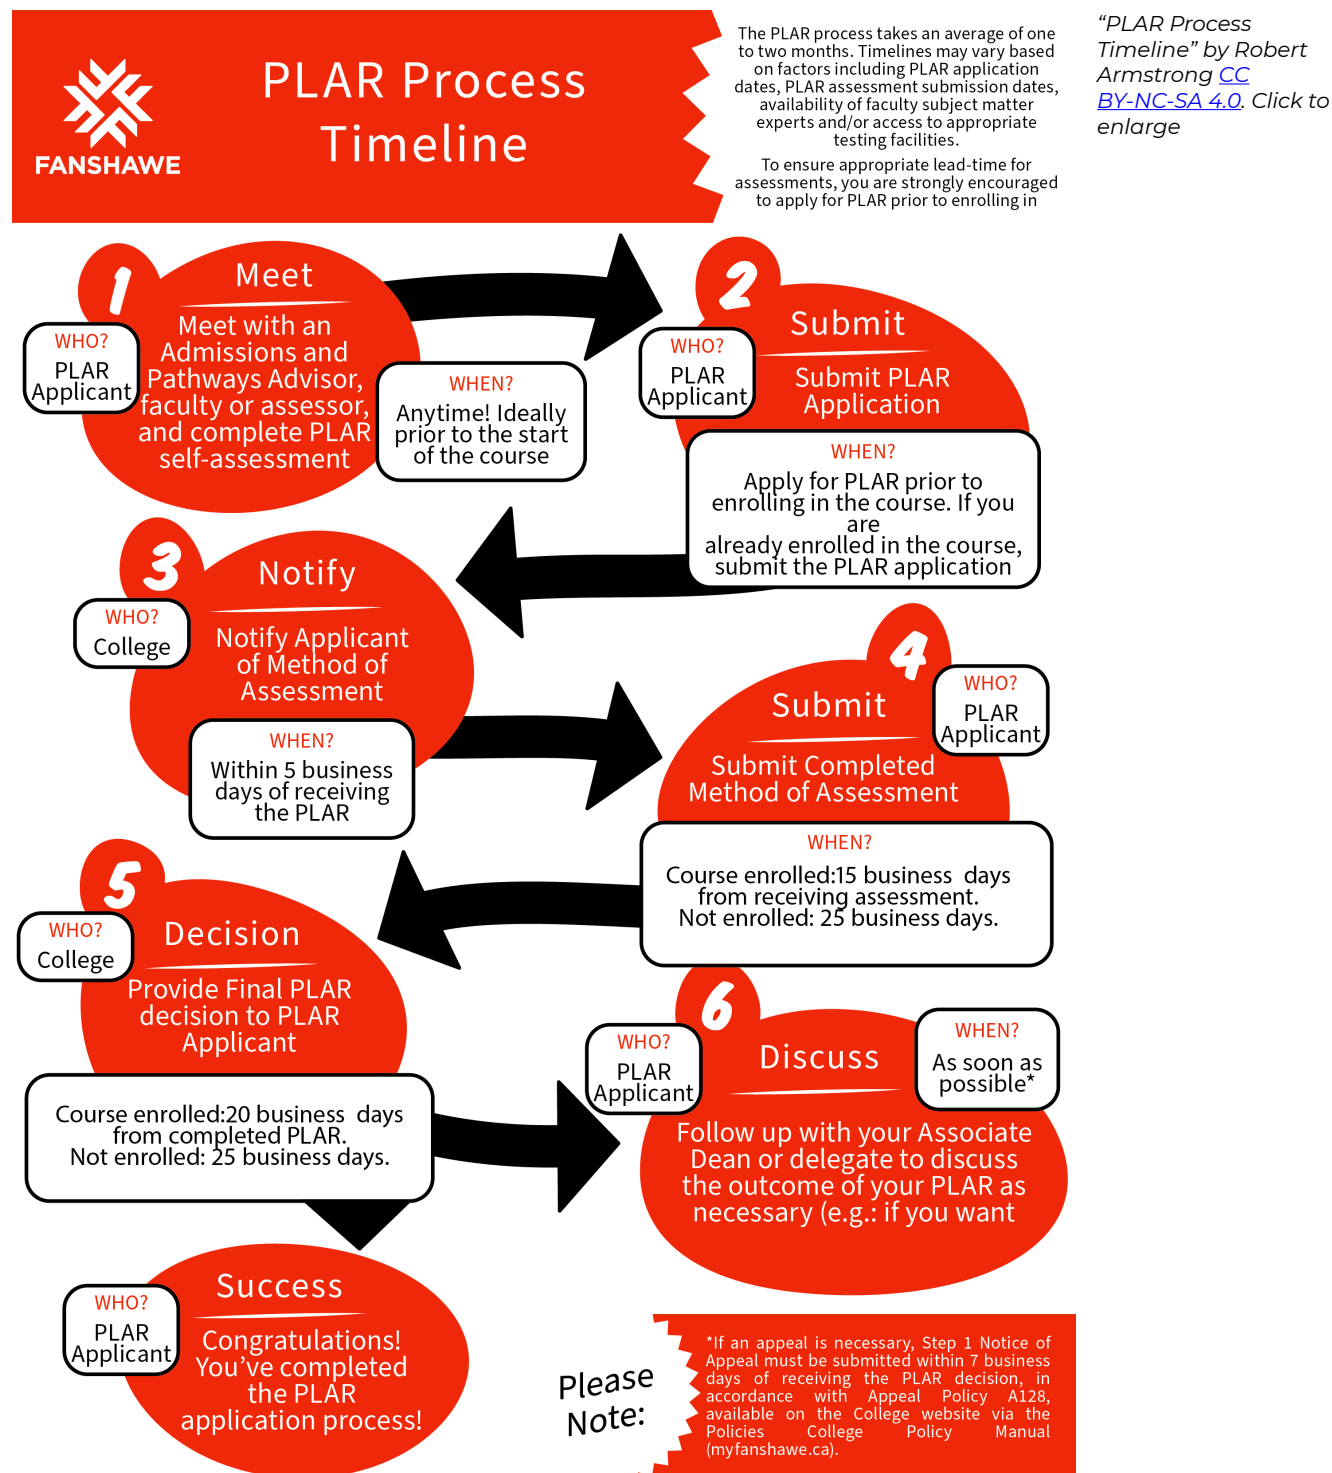 FANSHAWE
PLAR Process
Timeline
The PLAR process takes an average of one
to two months. Timelines may vary based
on factors including PLAR application
dates, PLAR assessment submission dates,
availability of faculty subject matter
experts and/or access to appropriate
testing facilities.
To ensure appropriate lead-time for
assessments, you are strongly encouraged
to apply for PLAR prior to enrolling in
“PLAR Process
Timeline” by Robert
Armstrong CC
BY-NC-SA 4.0. Click to
enlarge
1
Meet
Meet with an
Admissions and
Pathways Advisor,
faculty or assessor,
and complete PLAR
self-assessment
WHO?
PLAR
Applicant
WHEN?
Anytime! Ideally
prior to the start
of the course
2
Submit
Submit PLAR
Application
WHO?
PLAR
Applicant
WHEN?
Apply for PLAR prior to
enrolling in the course. If you
are
already enrolled in the course,
submit the PLAR application
3
Notify
Notify Applicant
of Method of
Assessment
WHO?
College
WHEN?
Within 5 business
days of receiving
the PLAR
4
Submit
Submit Completed
Method of Assessment
WHO?
PLAR
Applicant
WHEN?
Course enrolled:15 business  days
from receiving assessment.
Not enrolled: 25 business days.
5
Decision
Provide Final PLAR
decision to PLAR
Applicant
WHO?
College
Course enrolled:20 business  days
from completed PLAR.
Not enrolled: 25 business days.
6
Discuss
Follow up with your Associate
Dean or delegate to discuss
the outcome of your PLAR as
necessary (e.g.: if you want
WHO?
PLAR
Applicant
WHEN?
As soon as
possible*
Success
Congratulations!
You’ve completed
the PLAR
application process!
WHO?
PLAR
Applicant
Please
Note:
*If an appeal is necessary, Step 1 Notice of
Appeal must be submitted within 7 business
days of receiving the PLAR decision, in
accordance with Appeal Policy A128,
available on the College website via the
Policies College Policy Manual
(myfanshawe.ca).